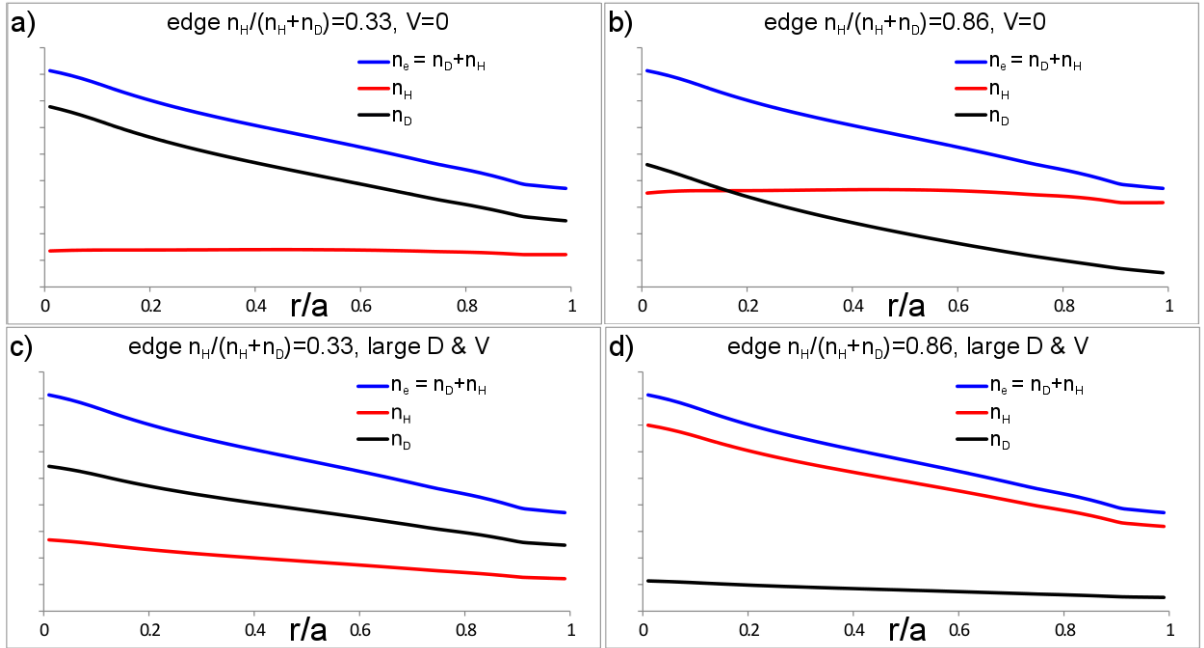 a) edge n_H/(n_H+n_D)=0.33, V=0
n_e = n_D+n_H
n_H
n_D
0 0.2 0.4 0.6 0.8 1
r/a
b) edge n_H/(n_H+n_D)=0.86, V=0
n_e = n_D+n_H
n_H
n_D
0 0.2 0.4 0.6 0.8 1
r/a
c) edge n_H/(n_H+n_D)=0.33, large D & V
n_e = n_D+n_H
n_H
n_D
0 0.2 0.4 0.6 0.8 1
r/a
d) edge n_H/(n_H+n_D)=0.86, large D & V
n_e = n_D+n_H
n_H
n_D
0 0.2 0.4 0.6 0.8 1
r/a